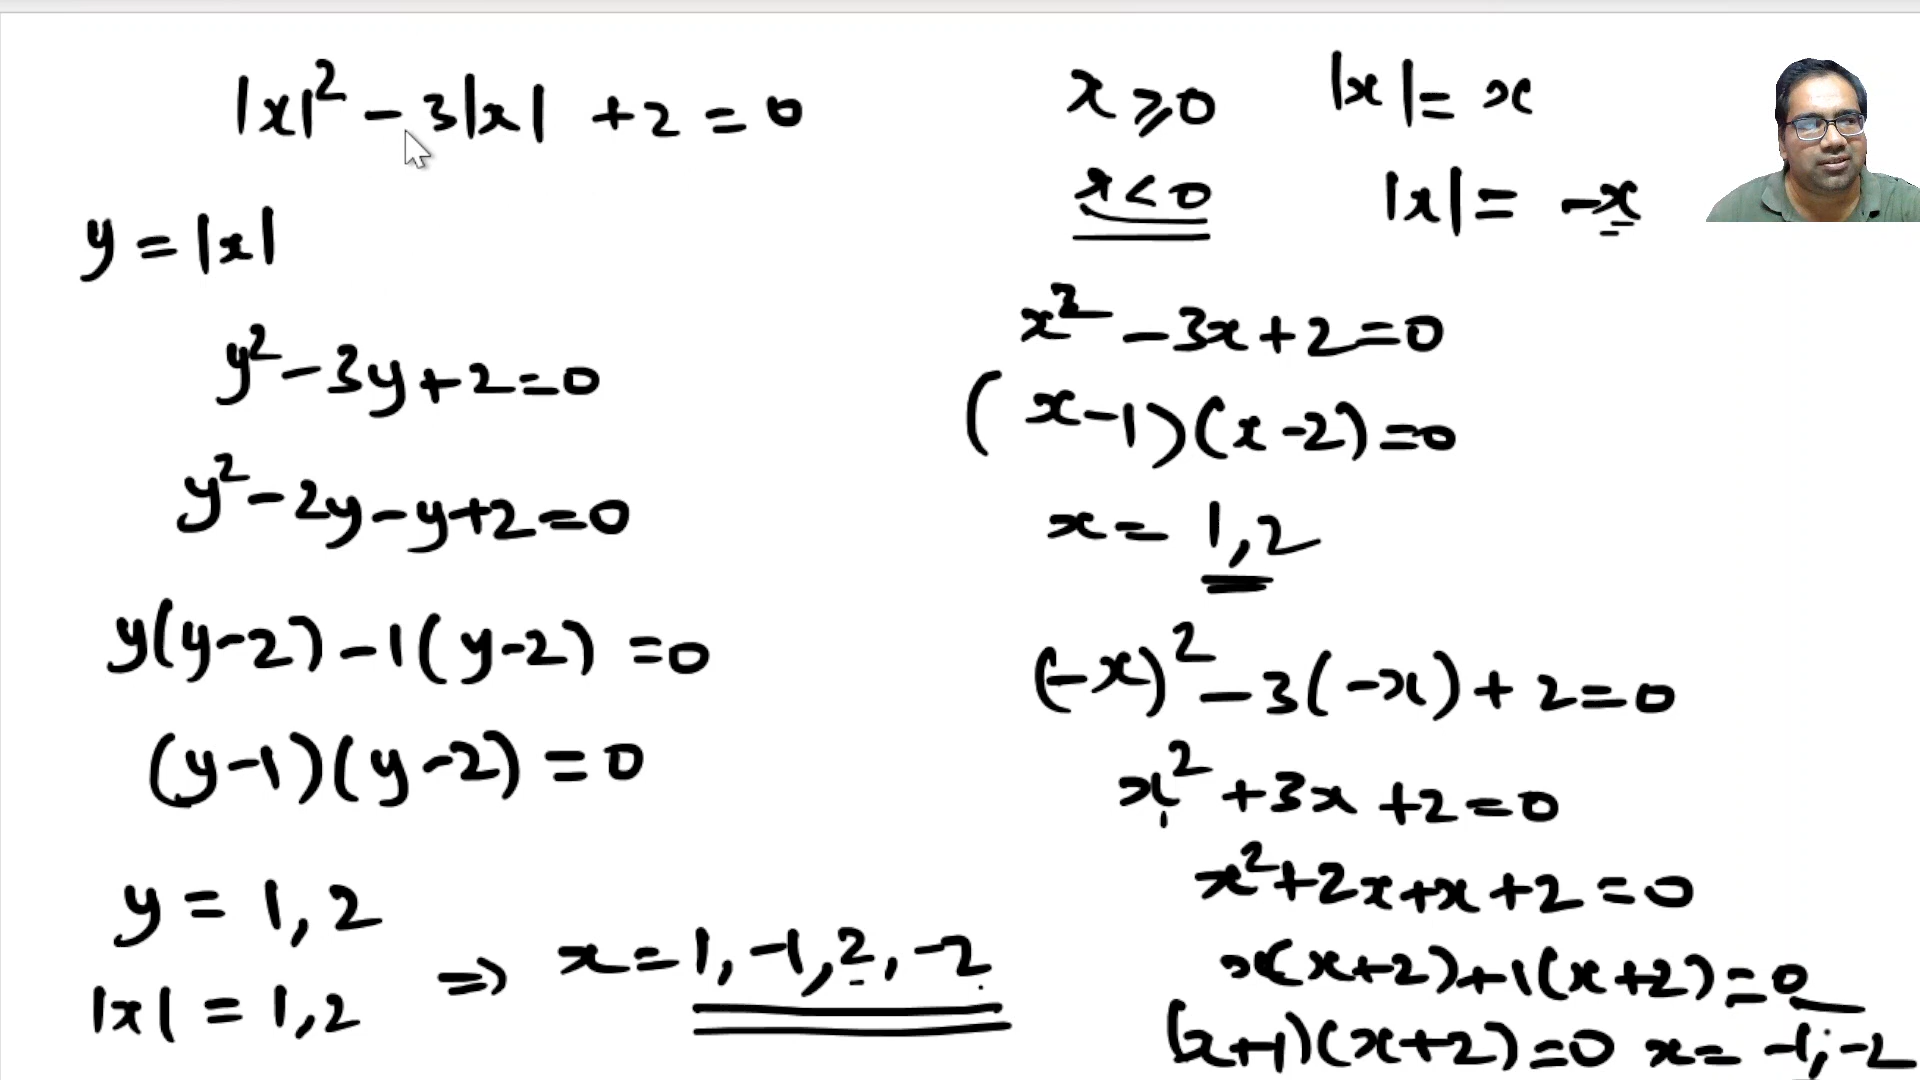 |x|² - 3|x| + 2 = 0
y = |x|
y² - 3y + 2 = 0
y² - 2y - y + 2 = 0
y(y-2) - 1(y-2) = 0
(y-1)(y-2) = 0
y = 1, 2
|x| = 1, 2 ⇒ x = 1, -1, 2, -2
x ⩾ 0 |x| = x
x < 0 |x| = -x
x² - 3x + 2 = 0
(x-1)(x-2) = 0
x = 1, 2
(-x)² - 3(-x) + 2 = 0
x² + 3x + 2 = 0
x² + 2x + x + 2 = 0
x(x+2) + 1(x+2) = 0
(x+1)(x+2) = 0 x = -1, -2